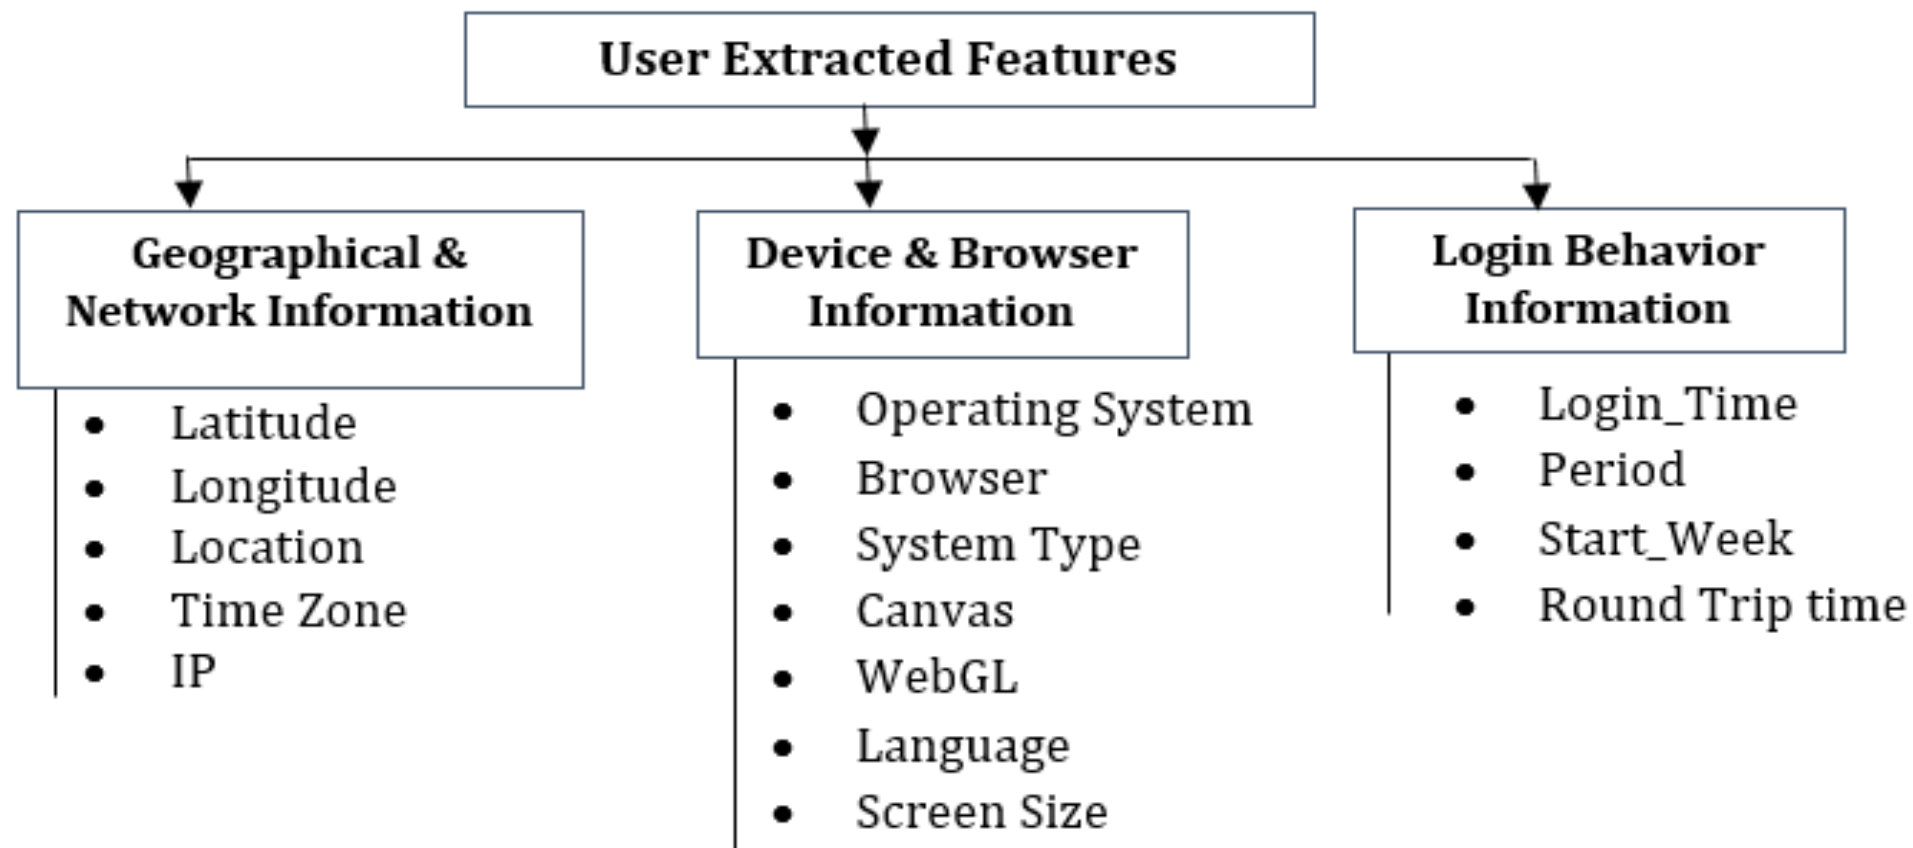 User Extracted Features
Geographical &
Network Information
Latitude
Longitude
Location
Time Zone
IP
Device & Browser
Information
Operating System
Browser
System Type
Canvas
WebGL
Language
Screen Size
Login Behavior
Information
Login_Time
Period
Start_Week
Round Trip time